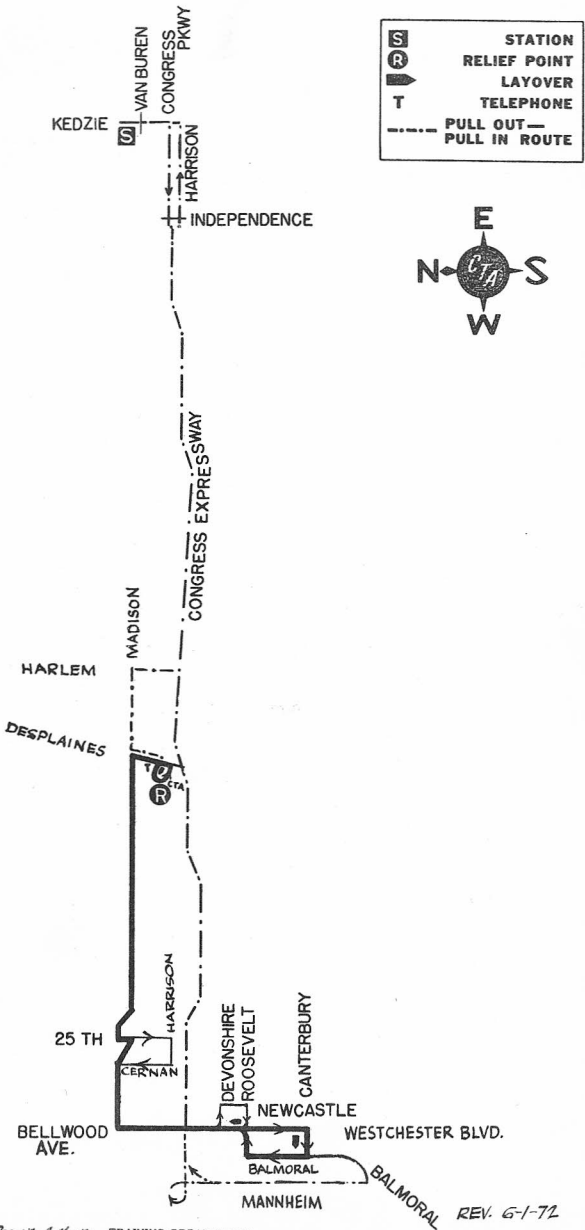 S STATION
R RELIEF POINT
LAYOVER
T TELEPHONE
PULL OUT—
PULL IN ROUTE
VAN BUREN
CONGRESS
PKWY
KEDZIE
S
HARRISON
INDEPENDENCE
E
N CTA S
W
CONGRESS EXPRESSWAY
MADISON
HARLEM
DESPLAINES
T
CTA
R
HARRISON
25 TH
CERNAN
DEVONSHIRE
ROOSEVELT
CANTERBURY
NEWCASTLE
BELLWOOD
AVE.
WESTCHESTER BLVD.
BALMORAL
BALMORAL
MANNHEIM
REV. 6-1-72